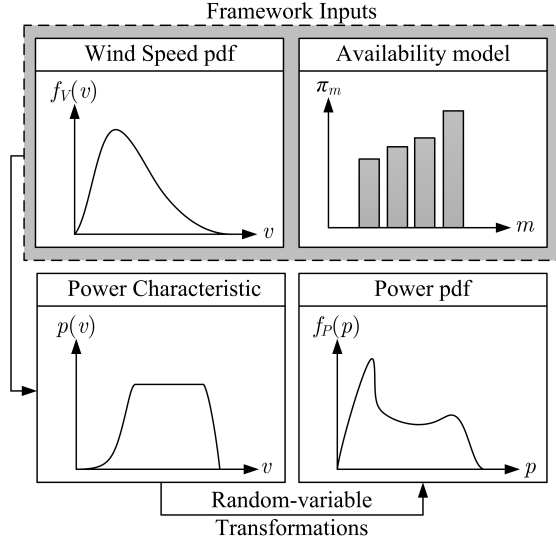 Framework Inputs
Wind Speed pdf
Availability model
f_V(v)
π_m
v
m
Power Characteristic
Power pdf
p(v)
f_P(p)
v
p
Random-variable
Transformations